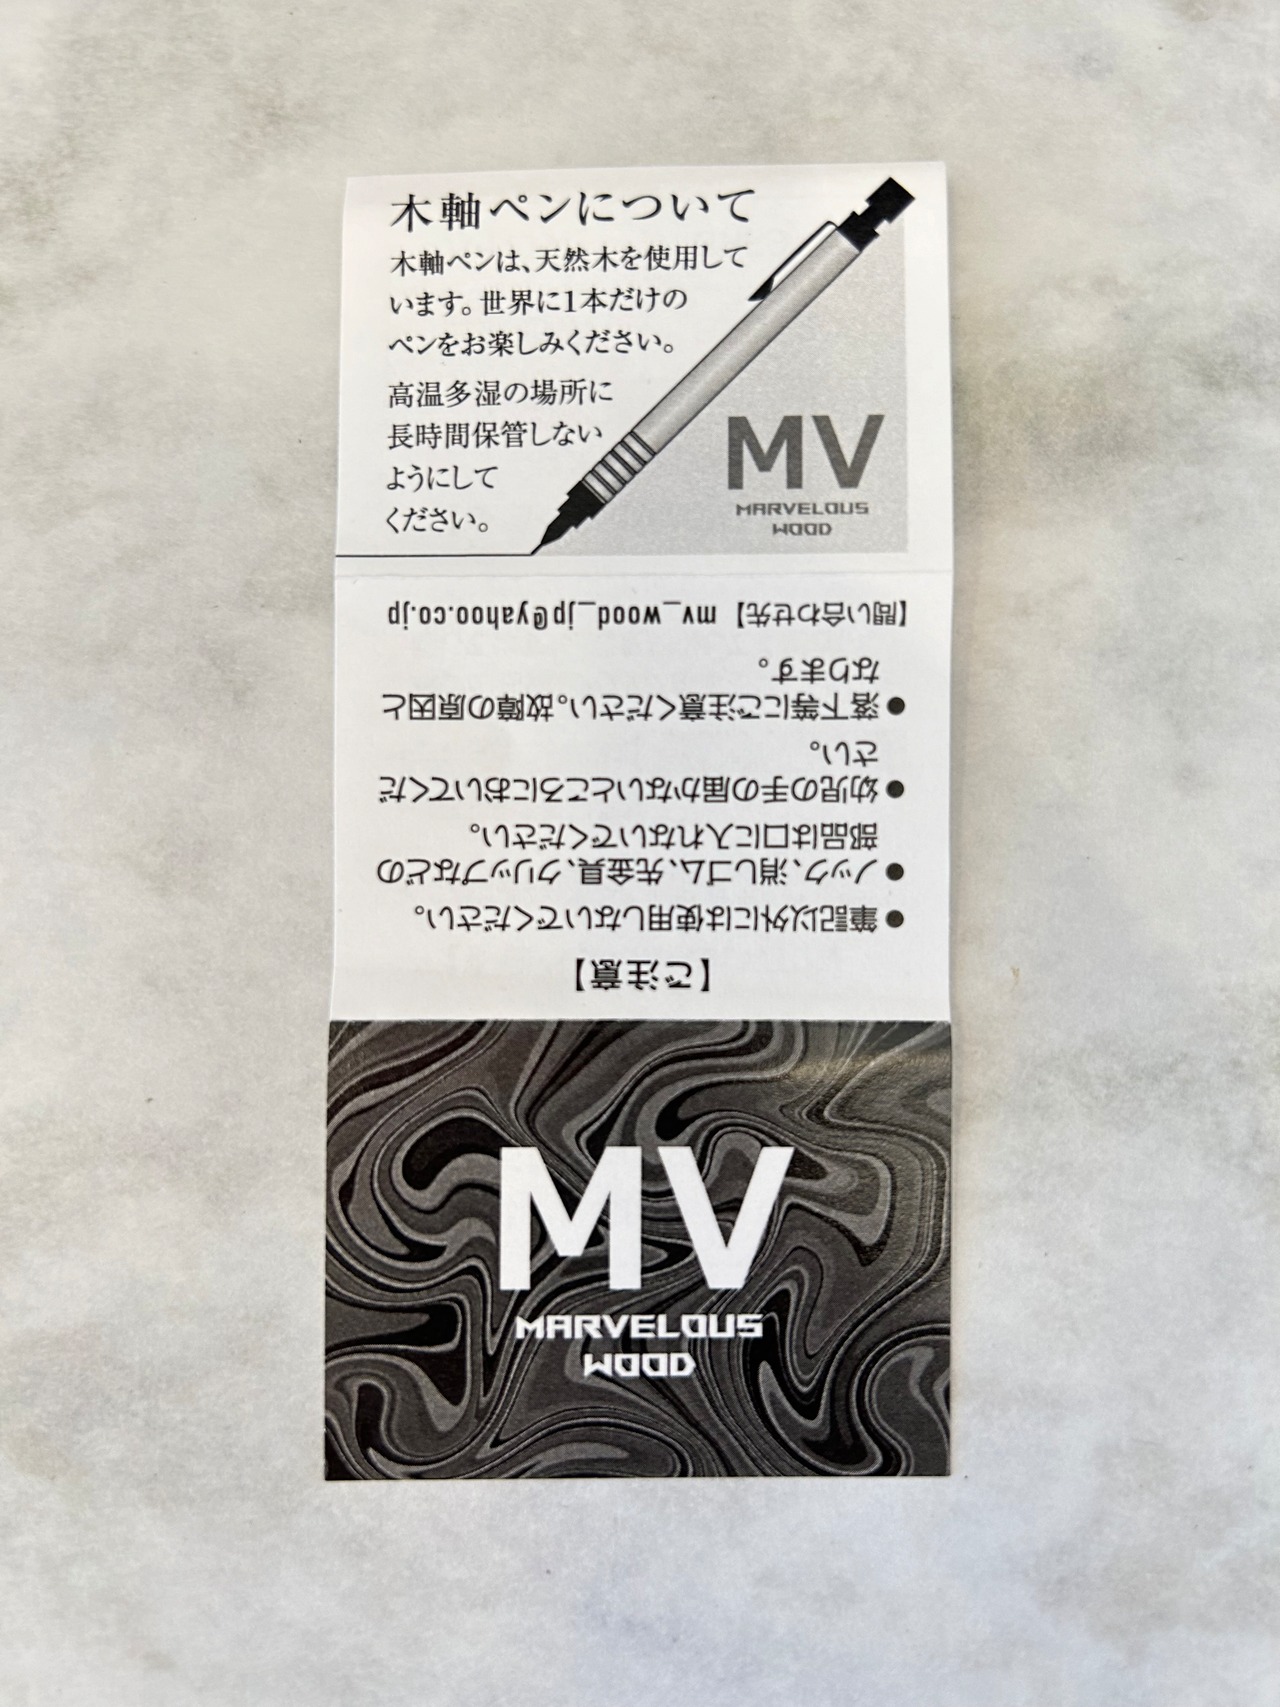 木軸ペンについて
木軸ペンは、天然木を使用して
います。世界に1本だけの
ペンをお楽しみください。
高温多湿の場所に
長時間保管しない
ようにして
ください。
MV
MARVELOUS
WOOD
【ご注意】
●筆記以外には使用しないでください。
●ノック、消しゴム、先金具、クリップなどの
部品は口に入れないでください。
●幼児の手の届かないところにおいてくだ
さい。
●落下等にご注意ください。故障の原因と
なります。
【問い合わせ先】 mv_wood_jp@yahoo.co.jp
MV
MARVELOUS
WOOD